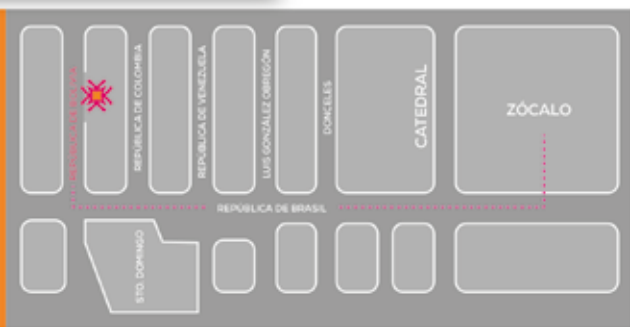 REPÚBLICA DE COLOMBIA
REPÚBLICA DE VENEZUELA
LUIS GONZÁLEZ OBREGÓN
DONCELES
CATEDRAL
ZÓCALO
REPÚBLICA DE BRASIL
STO. DOMINGO